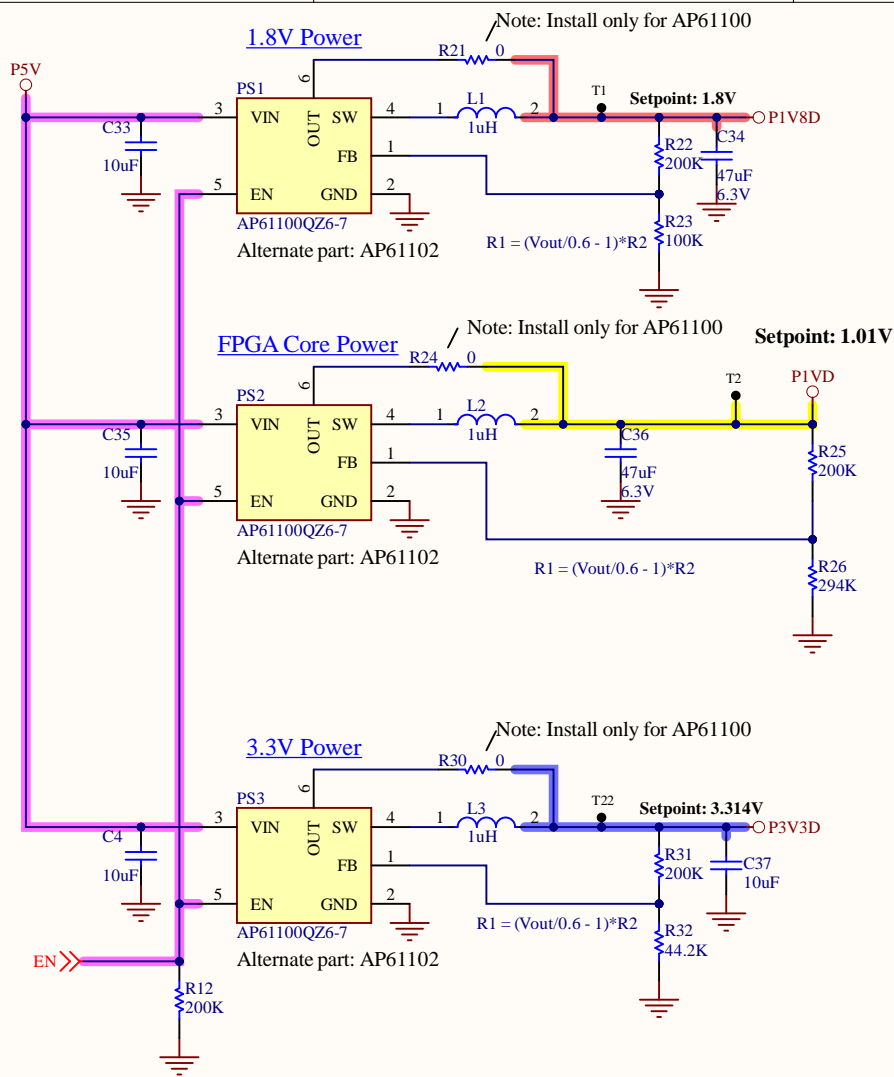 Note: Install only for AP61100
1.8V Power
R21 0
P5V
6
PS1
T1
Setpoint: 1.8V
3 VIN SW 4 1 L1 2
P1V8D
C33
1uH
C34
10uF
OUT
FB 1
R22
200K
47uF
6.3V
5 EN GND 2
AP61100QZ6-7
R23
100K
R1 = (Vout/0.6 - 1)*R2
Alternate part: AP61102
Note: Install only for AP61100
Setpoint: 1.01V
FPGA Core Power
R24 0
P1VD
6
PS2
T2
3 VIN SW 4 1 L2 2
C35
1uH
C36
10uF
OUT
FB 1
47uF
6.3V
R25
200K
5 EN GND 2
AP61100QZ6-7
Alternate part: AP61102
R1 = (Vout/0.6 - 1)*R2
R26
294K
Note: Install only for AP61100
3.3V Power
R30 0
6
PS3
T22
Setpoint: 3.314V
3 VIN SW 4 1 L3 2
P3V3D
C4
1uH
10uF
OUT
FB 1
R31
200K
C37
10uF
5 EN GND 2
AP61100QZ6-7
R1 = (Vout/0.6 - 1)*R2
R32
44.2K
Alternate part: AP61102
EN
R12
200K